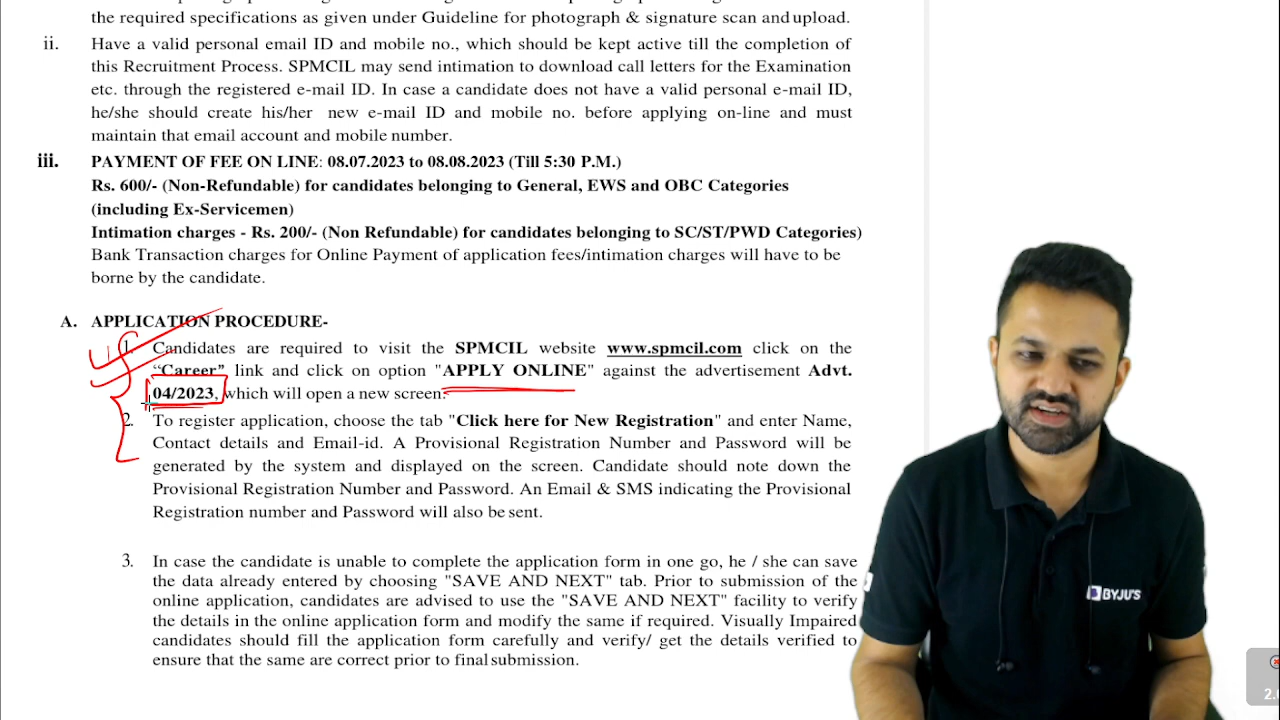 the required specifications as given under Guideline for photograph & signature scan and upload.
ii. Have a valid personal email ID and mobile no., which should be kept active till the completion of
this Recruitment Process. SPMCIL may send intimation to download call letters for the Examination
etc. through the registered e-mail ID. In case a candidate does not have a valid personal e-mail ID,
he/she should create his/her new e-mail ID and mobile no. before applying on-line and must
maintain that email account and mobile number.
iii. PAYMENT OF FEE ON LINE: 08.07.2023 to 08.08.2023 (Till 5:30 P.M.)
Rs. 600/- (Non-Refundable) for candidates belonging to General, EWS and OBC Categories
(including Ex-Servicemen)
Intimation charges - Rs. 200/- (Non Refundable) for candidates belonging to SC/ST/PWD Categories)
Bank Transaction charges for Online Payment of application fees/intimation charges will have to be
borne by the candidate.
A. APPLICATION PROCEDURE-
1. Candidates are required to visit the SPMCIL website www.spmcil.com click on the
“Career” link and click on option "APPLY ONLINE" against the advertisement Advt.
04/2023, which will open a new screen.
2. To register application, choose the tab "Click here for New Registration" and enter Name,
Contact details and Email-id. A Provisional Registration Number and Password will be
generated by the system and displayed on the screen. Candidate should note down the
Provisional Registration Number and Password. An Email & SMS indicating the Provisional
Registration number and Password will also be sent.
3. In case the candidate is unable to complete the application form in one go, he / she can save
the data already entered by choosing "SAVE AND NEXT" tab. Prior to submission of the
online application, candidates are advised to use the "SAVE AND NEXT" facility to verify
the details in the online application form and modify the same if required. Visually Impaired
candidates should fill the application form carefully and verify/ get the details verified to
ensure that the same are correct prior to final submission.
BYJU'S